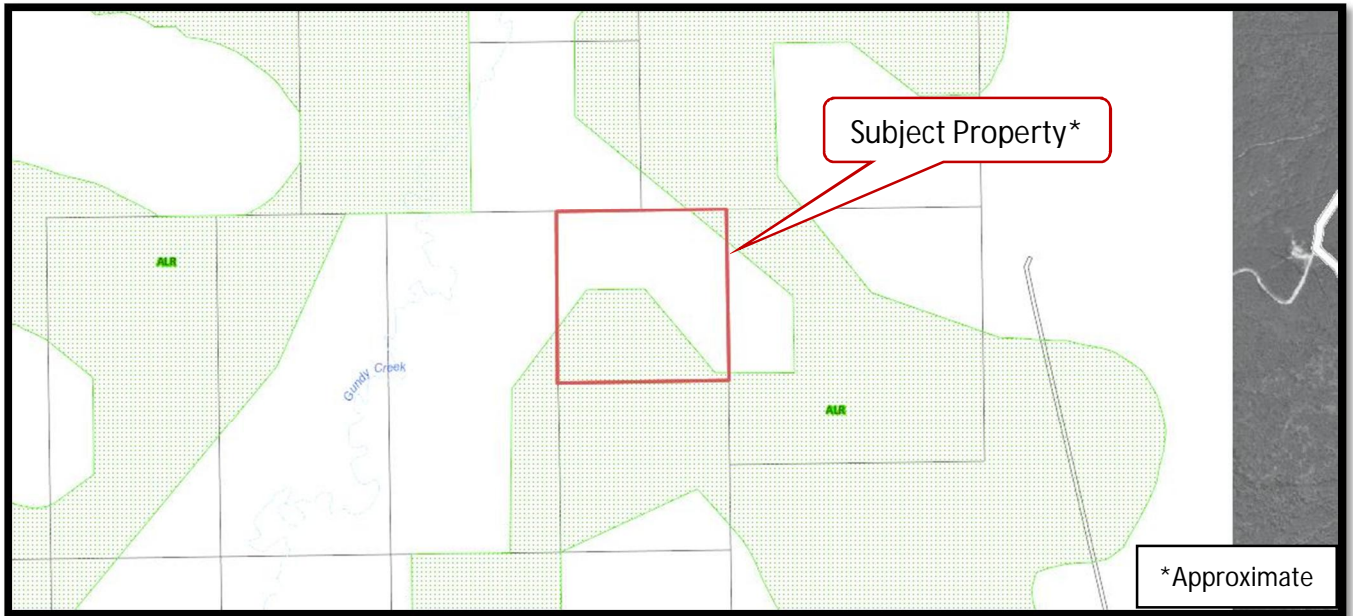 Subject Property*
ALR
Gundy Creek
ALR
*Approximate